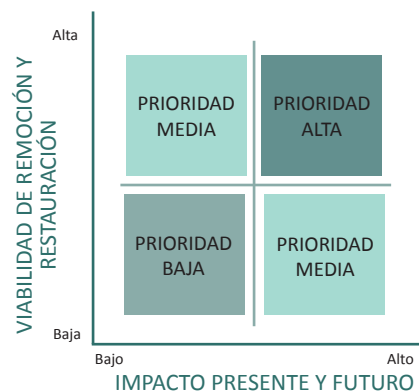 VIABILIDAD DE REMOCIÓN Y
RESTAURACIÓN
Alta
Baja
PRIORIDAD
MEDIA
PRIORIDAD
ALTA
PRIORIDAD
BAJA
PRIORIDAD
MEDIA
Bajo
Alto
IMPACTO PRESENTE Y FUTURO